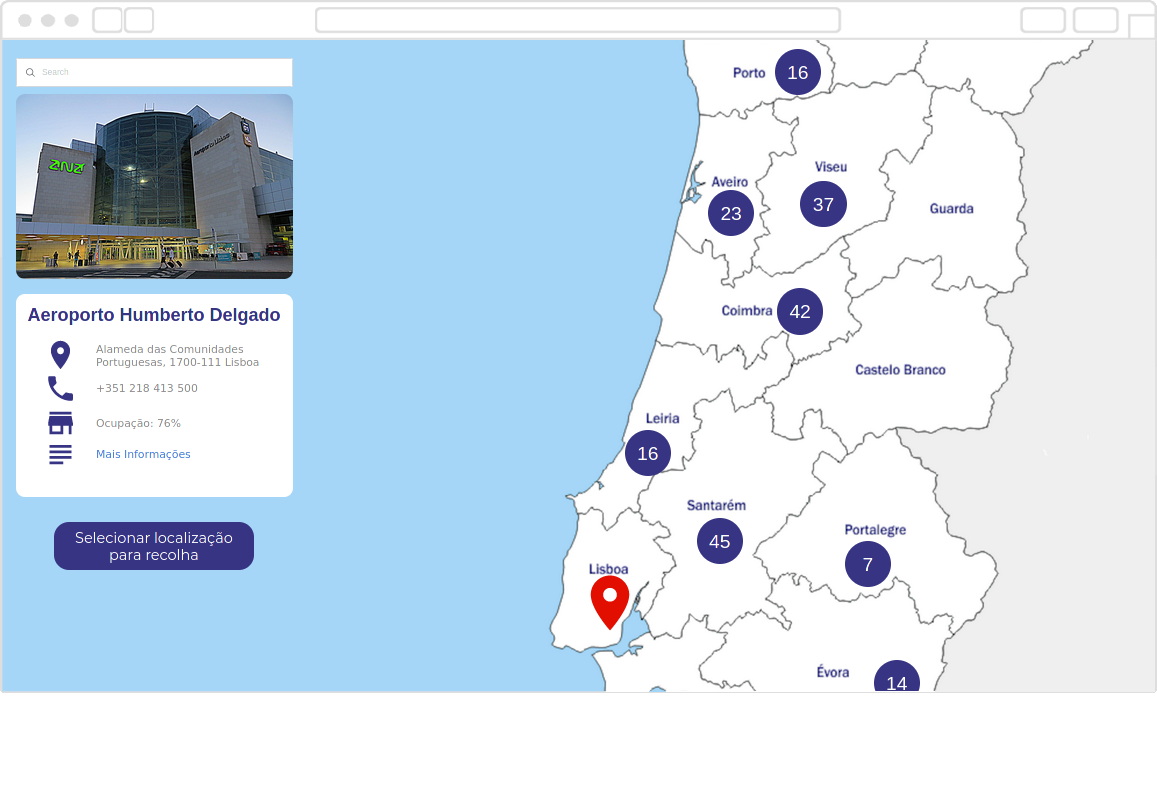 Search
ana
Aeroporto Lisboa
Aeroporto Humberto Delgado
Alameda das Comunidades
Portuguesas, 1700-111 Lisboa
+351 218 413 500
Ocupação: 76%
Mais Informações
Selecionar localização
para recolha
Porto
16
Viseu
37
Aveiro
23
Guarda
Coimbra
42
Castelo Branco
Leiria
16
Santarém
45
Portalegre
7
Lisboa
Évora
14